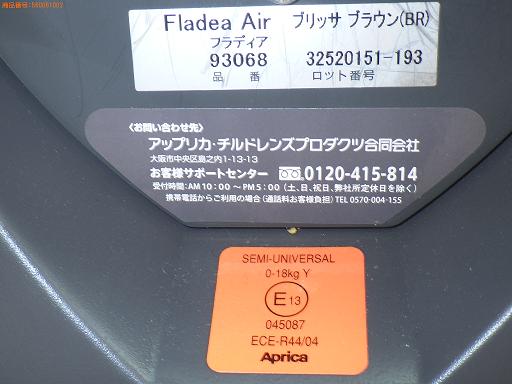 商品番号:560061002
Fladea Air ブリッサ ブラウン(BR)
フラディア
93068 32520151-193
品 番 ロット番号
〈お問い合わせ先〉
アップリカ・チルドレンズプロダクツ合同会社
大阪市中央区島之内1-13-13
お客様サポートセンター 0120-415-814
受付時間:AM10:00〜PM5:00(土、日、祝日、弊社所定休日を除く)
携帯電話からご利用の場合(通話料お客様負担)TEL 0570-004-155
SEMI-UNIVERSAL
0-18kg Y
E13
045087
ECE-R44/04
Aprica